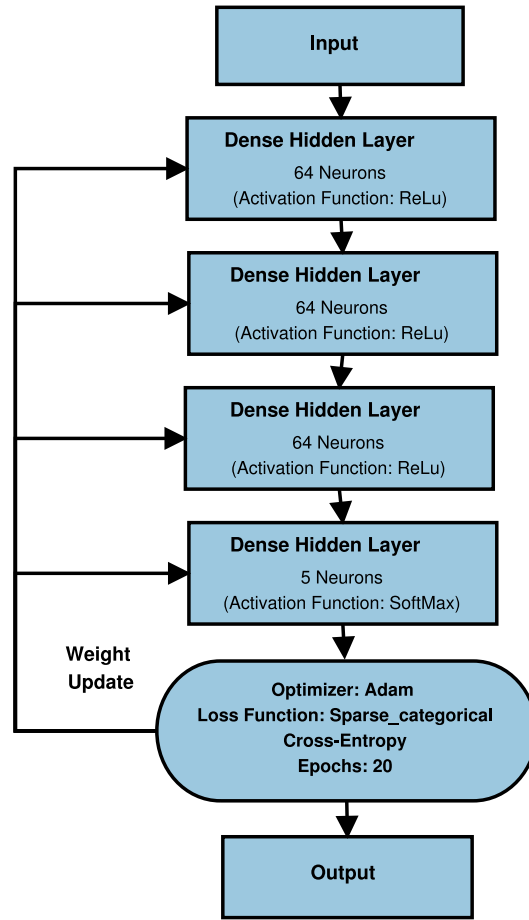 Input
Dense Hidden Layer
64 Neurons
(Activation Function: ReLu)
Dense Hidden Layer
64 Neurons
(Activation Function: ReLu)
Dense Hidden Layer
64 Neurons
(Activation Function: ReLu)
Dense Hidden Layer
5 Neurons
(Activation Function: SoftMax)
Weight
Update
Optimizer: Adam
Loss Function: Sparse_categorical
Cross-Entropy
Epochs: 20
Output